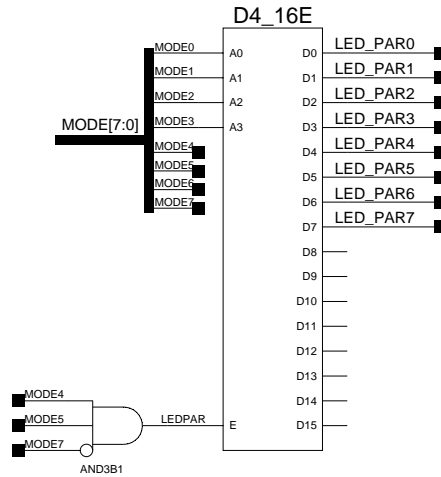 D4_16E
MODE0 A0 D0 LED_PAR0
MODE1 A1 D1 LED_PAR1
MODE2 A2 D2 LED_PAR2
MODE3 A3 D3 LED_PAR3
MODE[7:0]
MODE4 D4 LED_PAR4
MODE5 D5 LED_PAR5
MODE6 D6 LED_PAR6
MODE7 D7 LED_PAR7
D8
D9
D10
D11
D12
D13
D14
MODE4
MODE5 LEDPAR E D15
MODE7
AND3B1